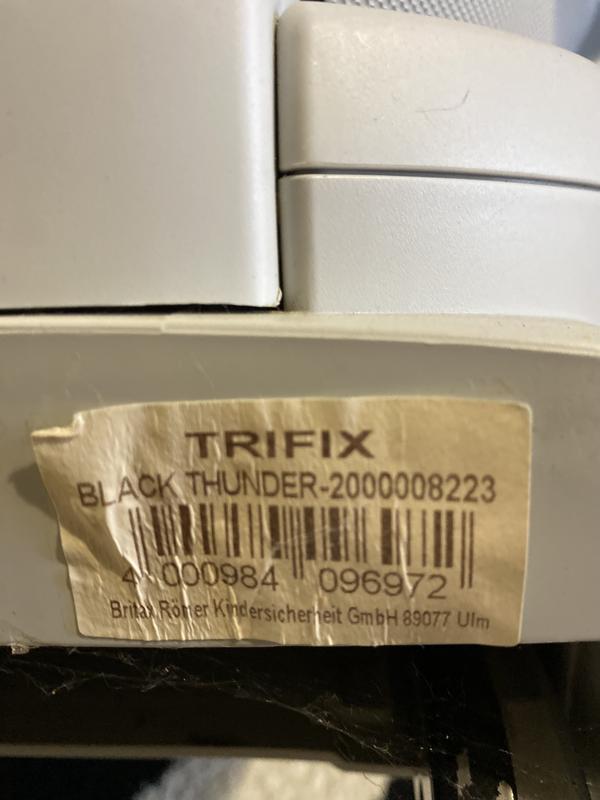 TRIFIX
BLACK THUNDER-2000008223
4 000984 096972
Britax Römer Kindersicherheit GmbH 89077 Ulm